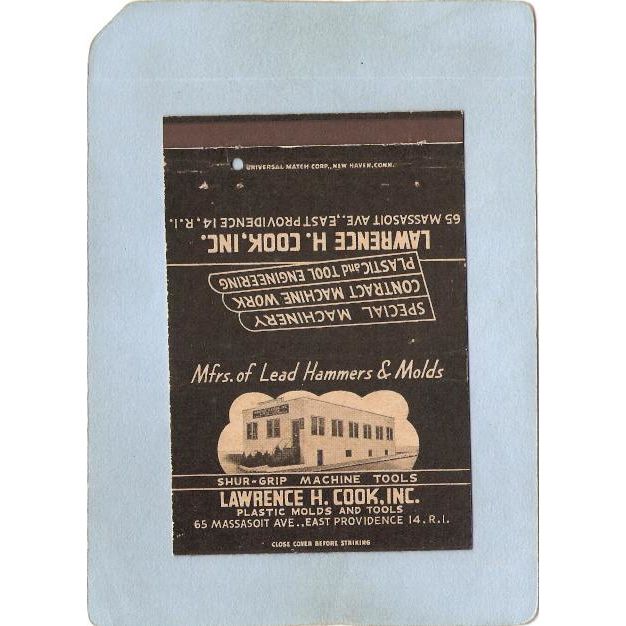 UNIVERSAL MATCH CORP., NEW HAVEN, CONN.
LAWRENCE H. COOK, INC.
65 MASSASOIT AVE., EAST PROVIDENCE 14, R.I.
SPECIAL MACHINERY
CONTRACT MACHINE WORK
PLASTIC and TOOL ENGINEERING
Mfrs. of Lead Hammers & Molds
SHUR-GRIP MACHINE TOOLS
LAWRENCE H. COOK, INC.
PLASTIC MOLDS AND TOOLS
65 MASSASOIT AVE., EAST PROVIDENCE 14, R.I.
CLOSE COVER BEFORE STRIKING